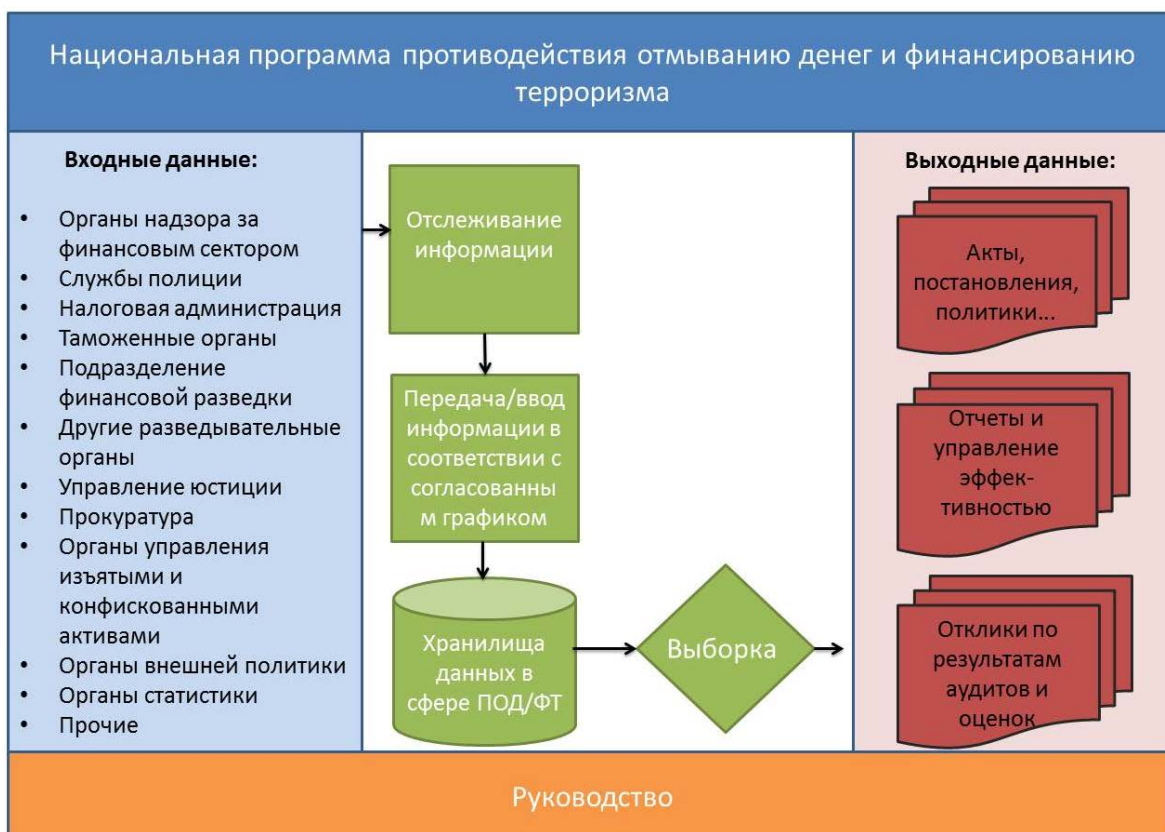 Национальная программа противодействия отмыванию денег и финансированию
терроризма
Входные данные:
• Органы надзора за
финансовым сектором
• Службы полиции
• Налоговая администрация
• Таможенные органы
• Подразделение
финансовой разведки
• Другие разведывательные
органы
• Управление юстиции
• Прокуратура
• Органы управления
изъятыми и
конфискованными
активами
• Органы внешней политики
• Органы статистики
• Прочие
Отслеживание
информации
Передача/ввод
информации в
соответствии с
согласованны
м графиком
Хранилища
данных в
сфере ПОД/ФТ
Выборка
Выходные данные:
Акты,
постановления,
политики...
Отчеты и
управление
эффек-
тивностью
Отклики по
результатам
аудитов и
оценок
Руководство